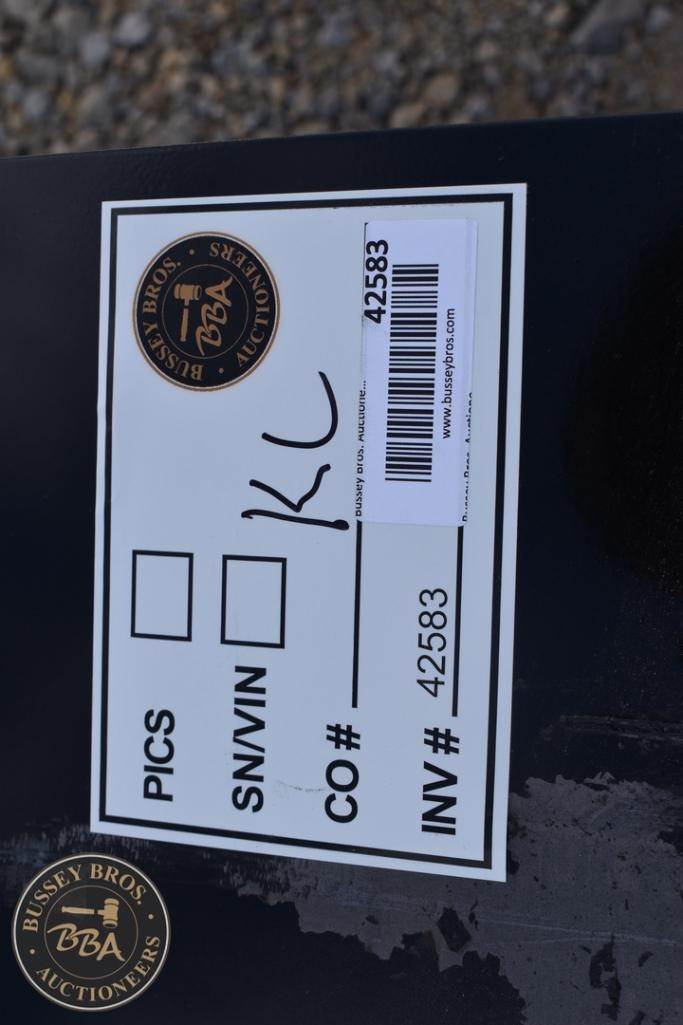 PICS
BUSSEY BROS. • AUCTIONEERS •
BBA
SN/VIN
KL
CO #
Bussey Bros. Auctione...
42583
www.busseybros.com
INV # 42583
BUSSEY BROS. • AUCTIONEERS •
BBA